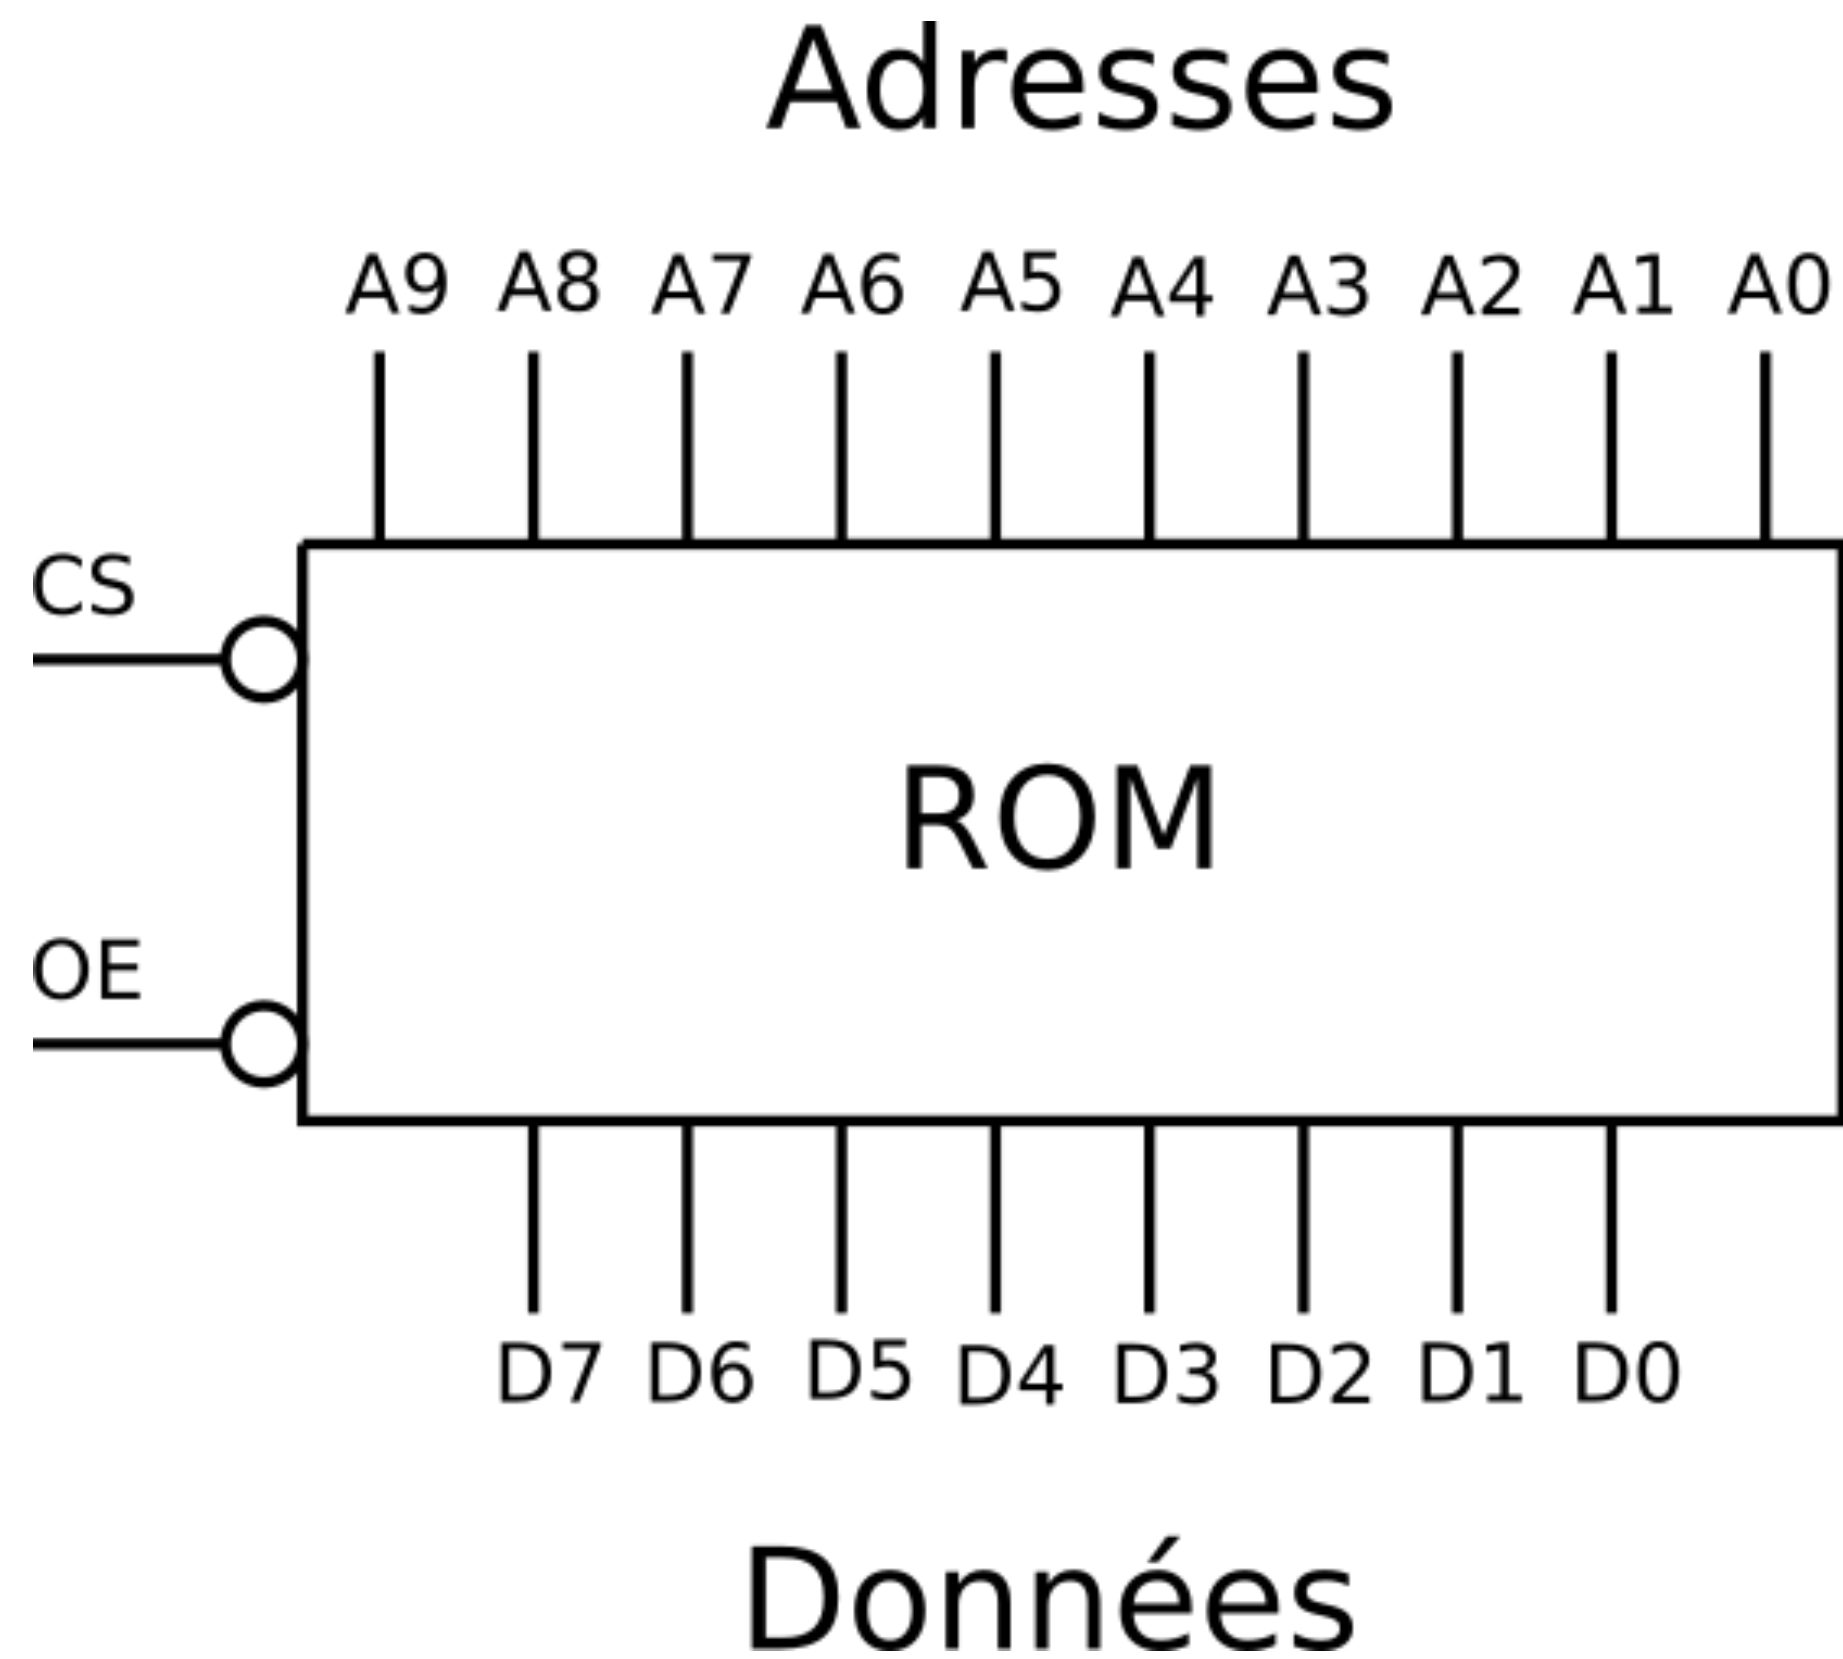 Adresses
A9 A8 A7 A6 A5 A4 A3 A2 A1 A0
CS
ROM
OE
D7 D6 D5 D4 D3 D2 D1 D0
Données